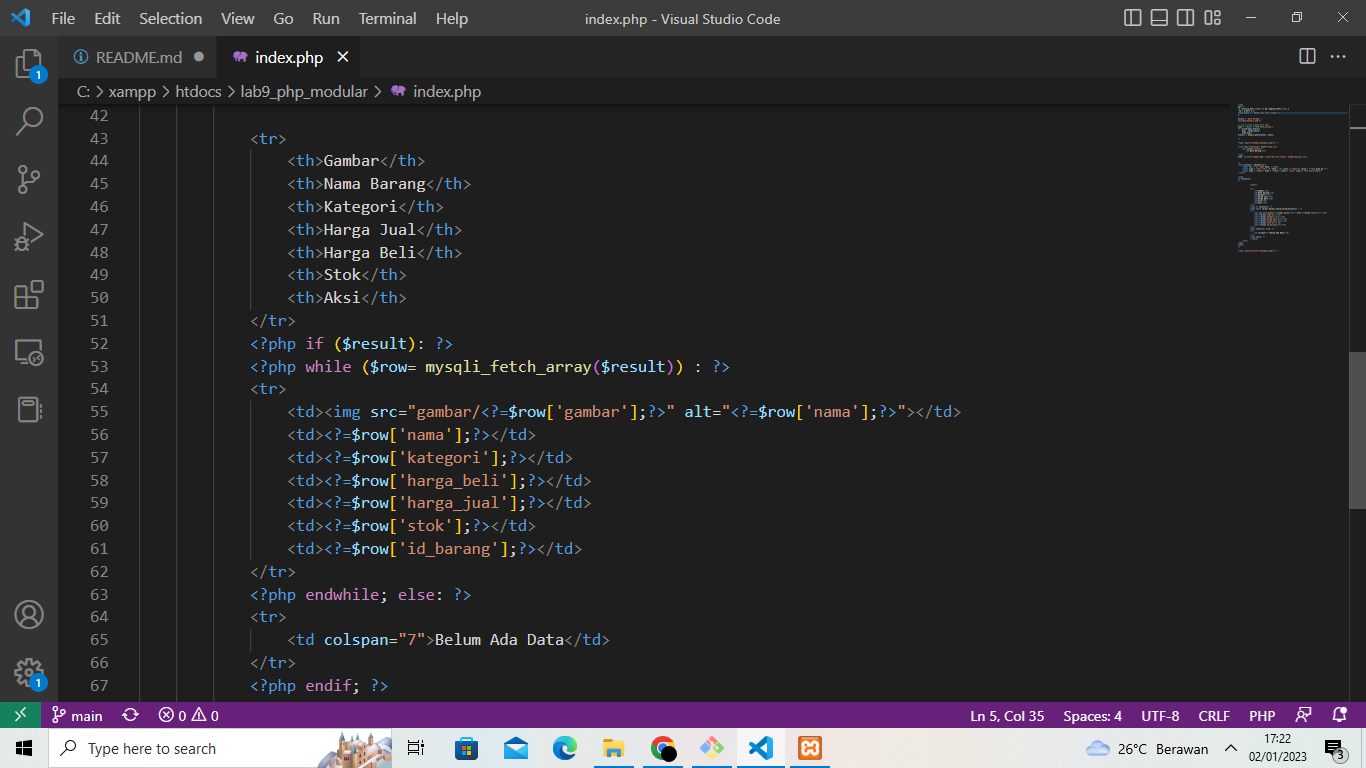 File Edit Selection View Go Run Terminal Help index.php - Visual Studio Code
README.md index.php
C: > xampp > htdocs > lab9_php_modular > index.php
42
43 <tr>
44 <th>Gambar</th>
45 <th>Nama Barang</th>
46 <th>Kategori</th>
47 <th>Harga Jual</th>
48 <th>Harga Beli</th>
49 <th>Stok</th>
50 <th>Aksi</th>
51 </tr>
52 <?php if ($result): ?>
53 <?php while ($row= mysqli_fetch_array($result)) : ?>
54 <tr>
55 <td><img src="gambar/<?=$row['gambar'];?>" alt="<?=$row['nama'];?>"></td>
56 <td><?=$row['nama'];?></td>
57 <td><?=$row['kategori'];?></td>
58 <td><?=$row['harga_beli'];?></td>
59 <td><?=$row['harga_jual'];?></td>
60 <td><?=$row['stok'];?></td>
61 <td><?=$row['id_barang'];?></td>
62 </tr>
63 <?php endwhile; else: ?>
64 <tr>
65 <td colspan="7">Belum Ada Data</td>
66 </tr>
67 <?php endif; ?>
1
1
main 0 0 Ln 5, Col 35 Spaces: 4 UTF-8 CRLF PHP
Type here to search 26°C Berawan 17:22
02/01/2023
3